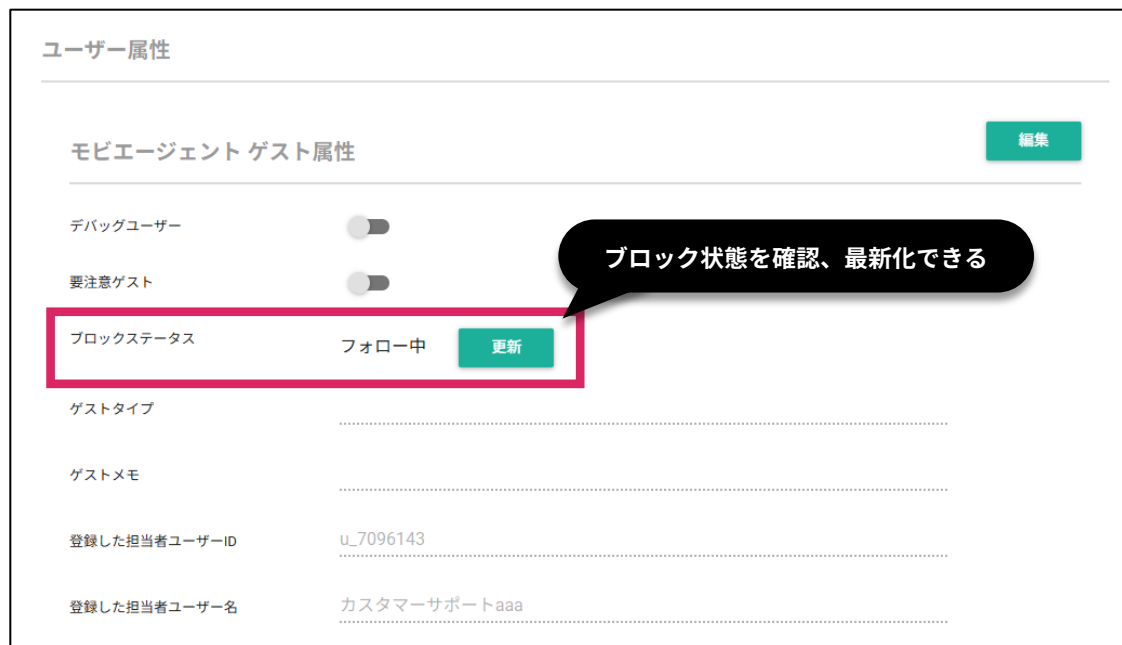 ユーザー属性
モビエージェント ゲスト属性
編集
デバッグユーザー
ブロック状態を確認、最新化できる
要注意ゲスト
ブロックステータス
フォロー中
更新
ゲストタイプ
ゲストメモ
登録した担当者ユーザーID
u_7096143
登録した担当者ユーザー名
カスタマーサポートaaa